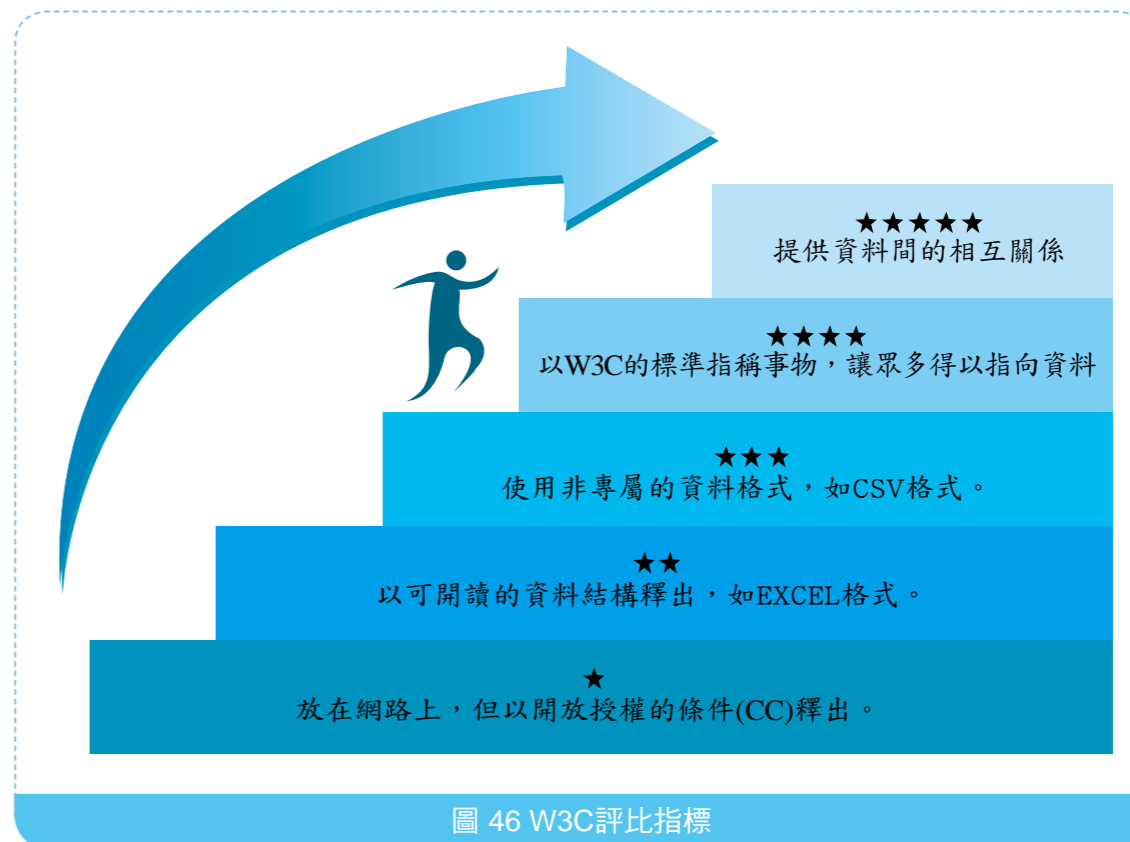 ★★★★★
提供資料間的相互關係
★★★★
以W3C的標準指稱事物，讓眾多得以指向資料
★★★
使用非專屬的資料格式，如CSV格式。
★★
以可開讀的資料結構釋出，如EXCEL格式。
★
放在網路上，但以開放授權的條件(CC)釋出。
圖 46 W3C評比指標